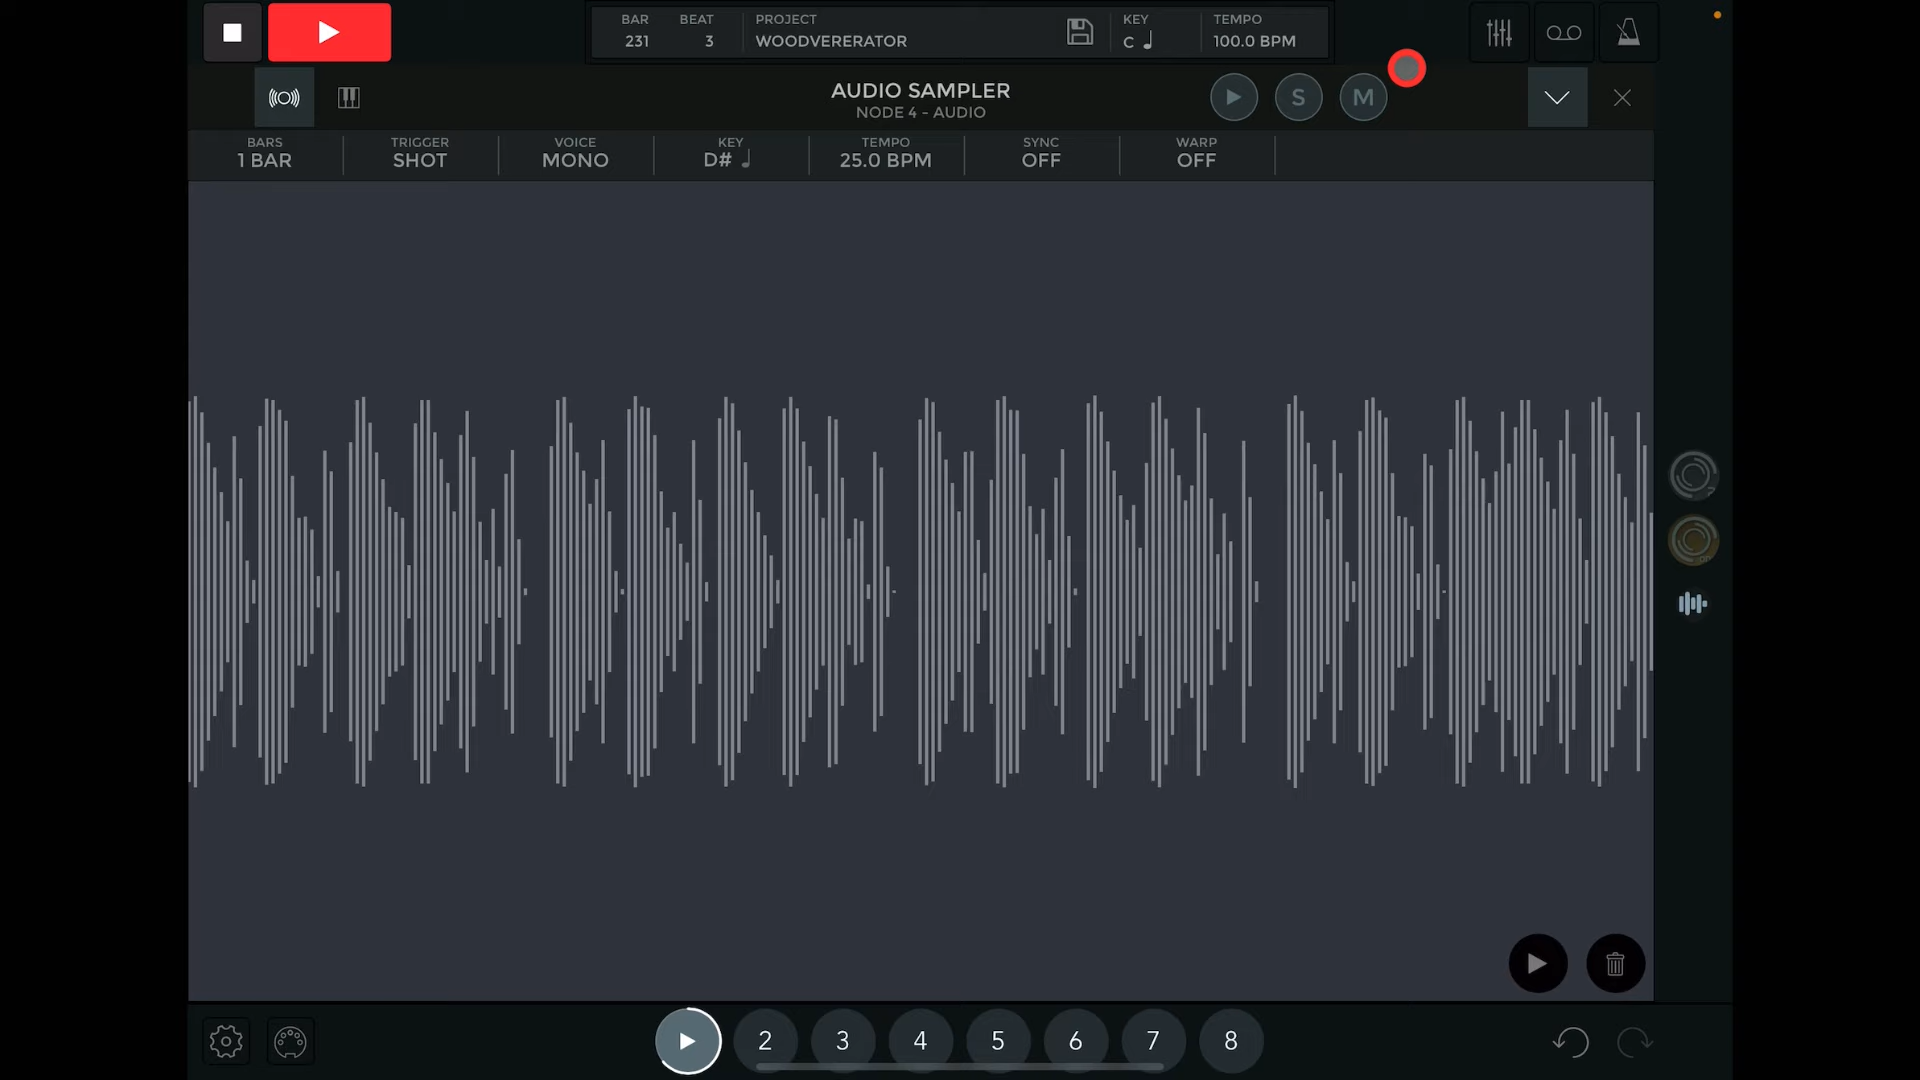 BAR BEAT PROJECT KEY TEMPO
231 3 WOODVERERATOR C 100.0 BPM
AUDIO SAMPLER
NODE 4 - AUDIO
S M
BARS TRIGGER VOICE KEY TEMPO SYNC WARP
1 BAR SHOT MONO D# 25.0 BPM OFF OFF
2 3 4 5 6 7 8